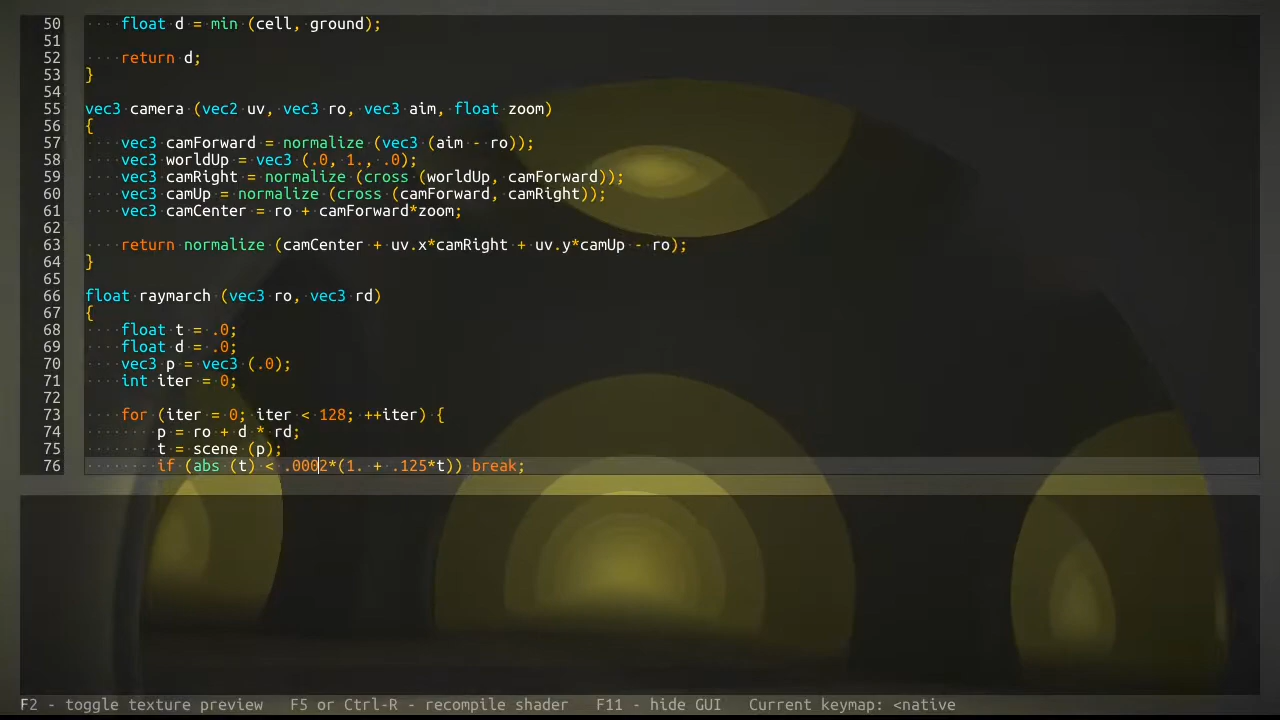 50     float d = min (cell, ground);
51
52     return d;
53 }
54
55 vec3 camera (vec2 uv, vec3 ro, vec3 aim, float zoom)
56 {
57     vec3 camForward = normalize (vec3 (aim - ro));
58     vec3 worldUp = vec3 (.0, 1., .0);
59     vec3 camRight = normalize (cross (worldUp, camForward));
60     vec3 camUp = normalize (cross (camForward, camRight));
61     vec3 camCenter = ro + camForward*zoom;
62
63     return normalize (camCenter + uv.x*camRight + uv.y*camUp - ro);
64 }
65
66 float raymarch (vec3 ro, vec3 rd)
67 {
68     float t = .0;
69     float d = .0;
70     vec3 p = vec3 (.0);
71     int iter = 0;
72
73     for (iter = 0; iter < 128; ++iter) {
74         p = ro + d * rd;
75         t = scene (p);
76         if (abs (t) < .0002*(1. + .125*t)) break;
F2 - toggle texture preview   F5 or Ctrl-R - recompile shader   F11 - hide GUI   Current keymap: <native